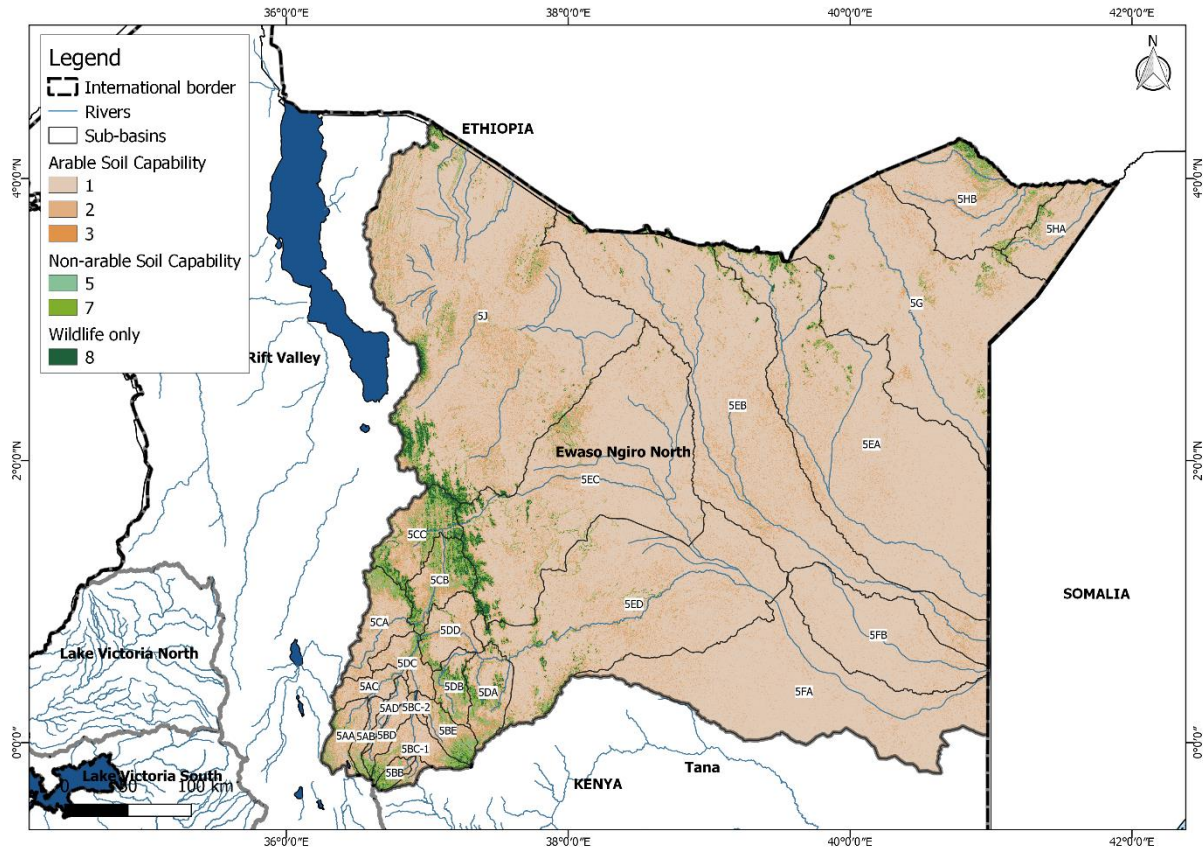 36°0'0"E
38°0'0"E
40°0'0"E
42°0'0"E
Legend
International border
Rivers
Sub-basins
Arable Soil Capability
1
2
3
Non-arable Soil Capability
5
7
Wildlife only
8
N
ETHIOPIA
4°0'0"N
4°0'0"N
5HB
5HA
5G
5J
Rift Valley
5EB
5EA
Ewaso Ngiro North
2°0'0"N
2°0'0"N
5EC
5CC
5CB
SOMALIA
5ED
5CA
5DD
5FB
Lake Victoria North
5DC
5AC
5DB
5DA
5FA
5AD
5BC-2
5AA
5AB
5BD
5BE
5BC-1
0°0'0"
0°0'0"
5BB
Lake Victoria South
Tana
KENYA
0
50
100 km
36°0'0"E
38°0'0"E
40°0'0"E
42°0'0"E